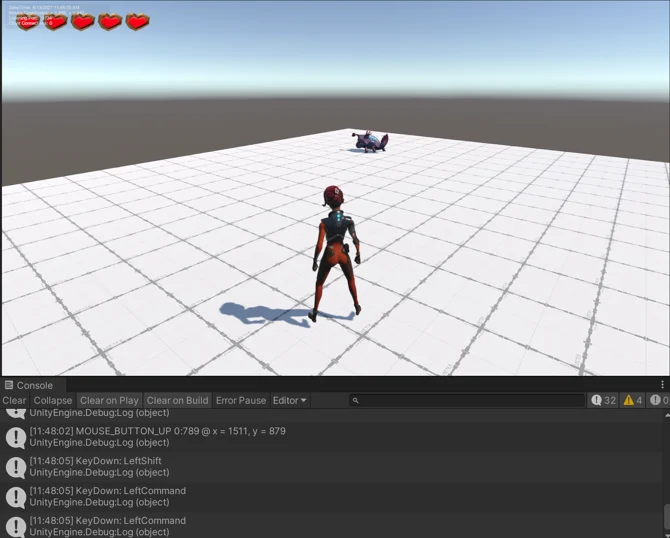 Console
Clear Collapse Clear on Play Clear on Build Error Pause Editor 32 4 0
UnityEngine.Debug:Log (object)
[11:48:02] MOUSE_BUTTON_UP 0:789 @ x = 1511, y = 879
UnityEngine.Debug:Log (object)
[11:48:05] KeyDown: LeftShift
UnityEngine.Debug:Log (object)
[11:48:05] KeyDown: LeftCommand
UnityEngine.Debug:Log (object)
[11:48:05] KeyDown: LeftCommand
UnityEngine.Debug:Log (object)